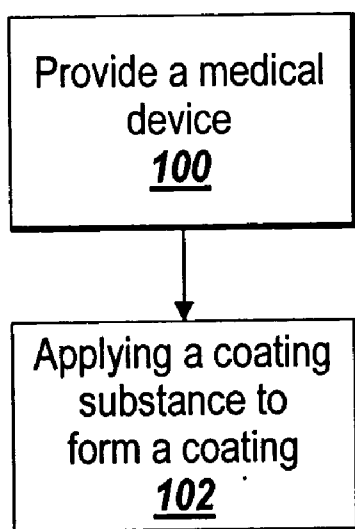 Provide a medical
device
100
Applying a coating
substance to
form a coating
102